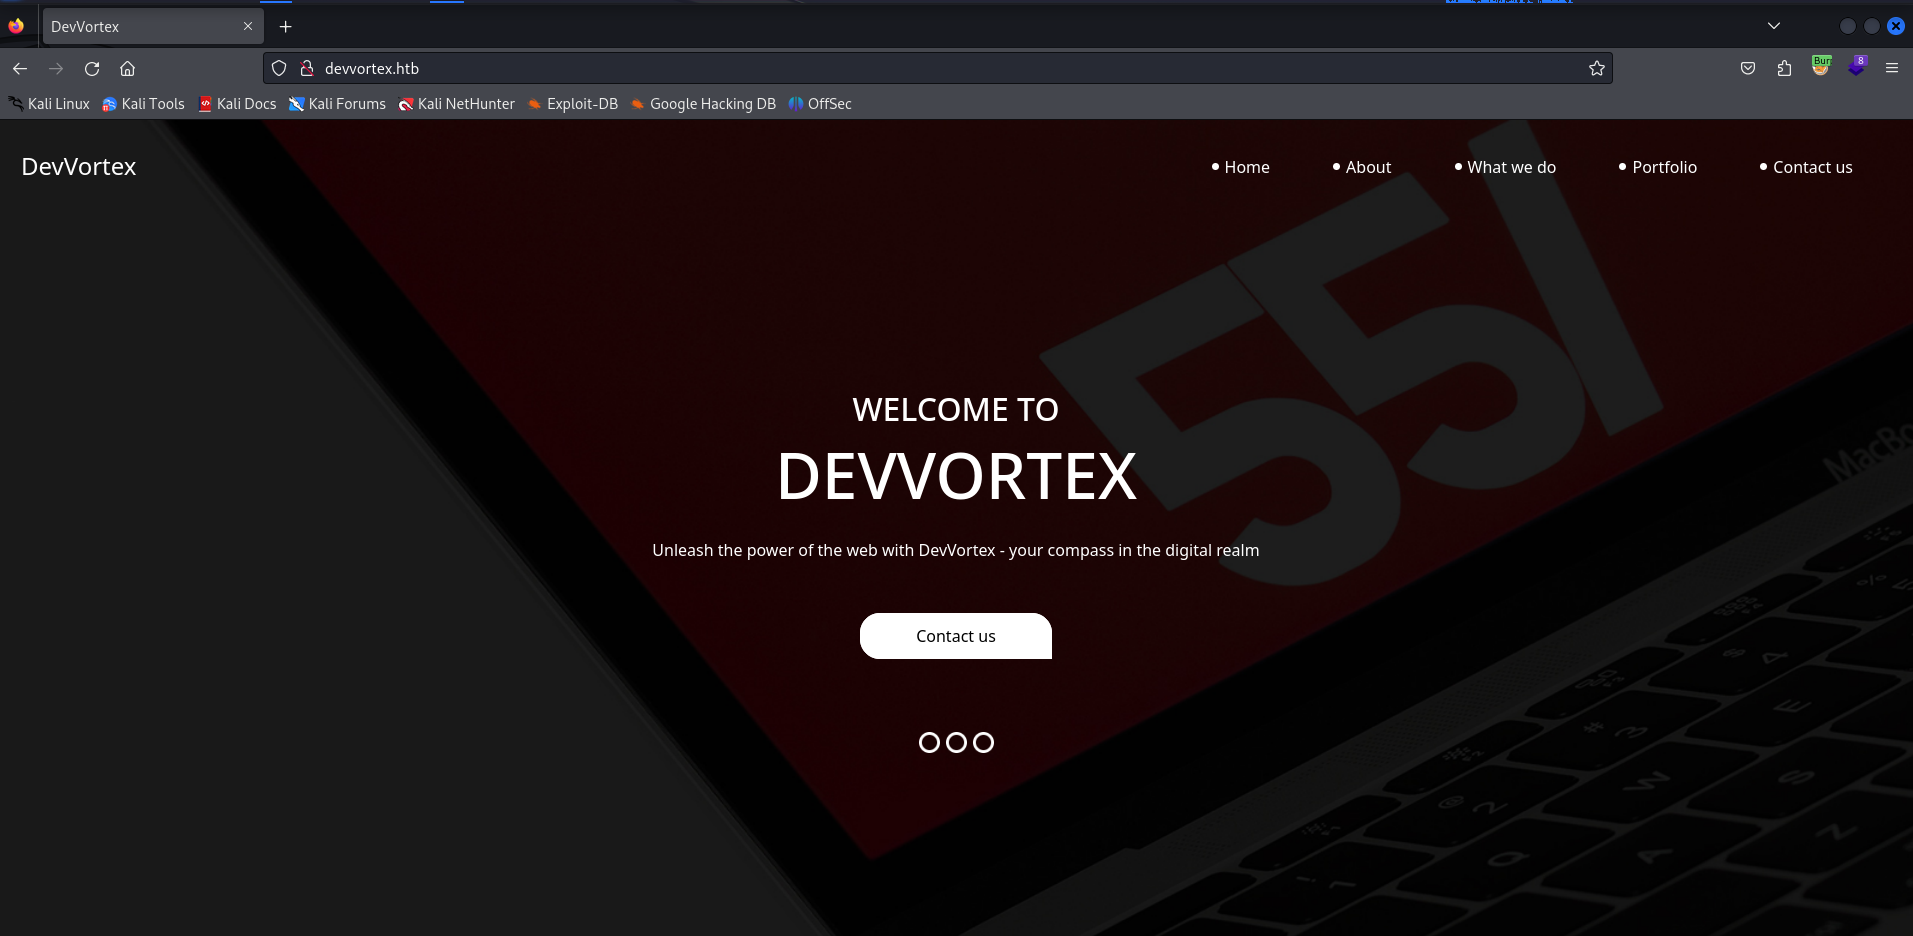 DevVortex
devvortex.htb
Burp
8
Kali Linux Kali Tools Kali Docs Kali Forums Kali NetHunter Exploit-DB Google Hacking DB OffSec
DevVortex
Home About What we do Portfolio Contact us
55/
MacBo
WELCOME TO
DEVVORTEX
Unleash the power of the web with DevVortex - your compass in the digital realm
Contact us